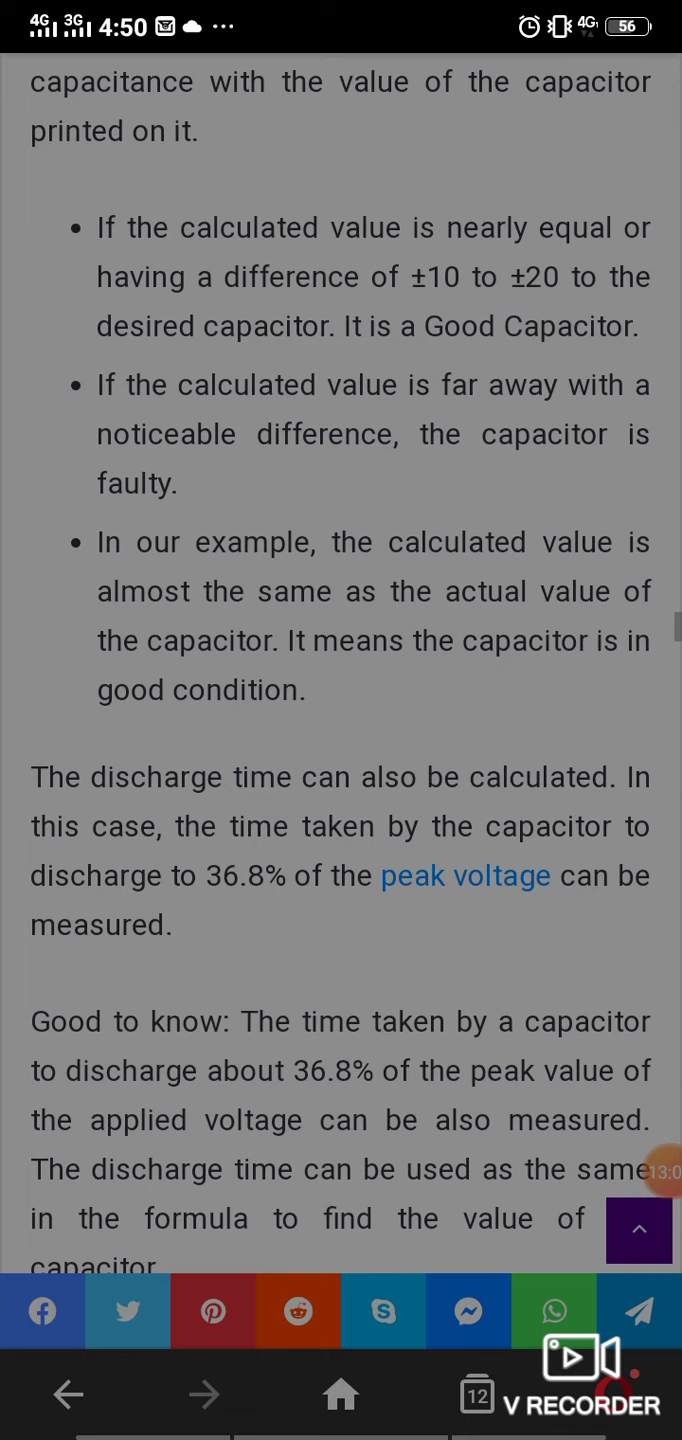 4G 3G 4:50 ... 4G 56
capacitance with the value of the capacitor
printed on it.
• If the calculated value is nearly equal or
having a difference of ±10 to ±20 to the
desired capacitor. It is a Good Capacitor.
• If the calculated value is far away with a
noticeable difference, the capacitor is
faulty.
• In our example, the calculated value is
almost the same as the actual value of
the capacitor. It means the capacitor is in
good condition.
The discharge time can also be calculated. In
this case, the time taken by the capacitor to
discharge to 36.8% of the peak voltage can be
measured.
Good to know: The time taken by a capacitor
to discharge about 36.8% of the peak value of
the applied voltage can be also measured.
The discharge time can be used as the same
13:0
in the formula to find the value of
capacitor
12
V RECORDER